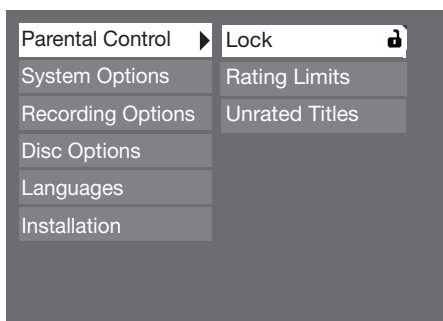 Parental Control
System Options
Recording Options
Disc Options
Languages
Installation
Lock
Rating Limits
Unrated Titles